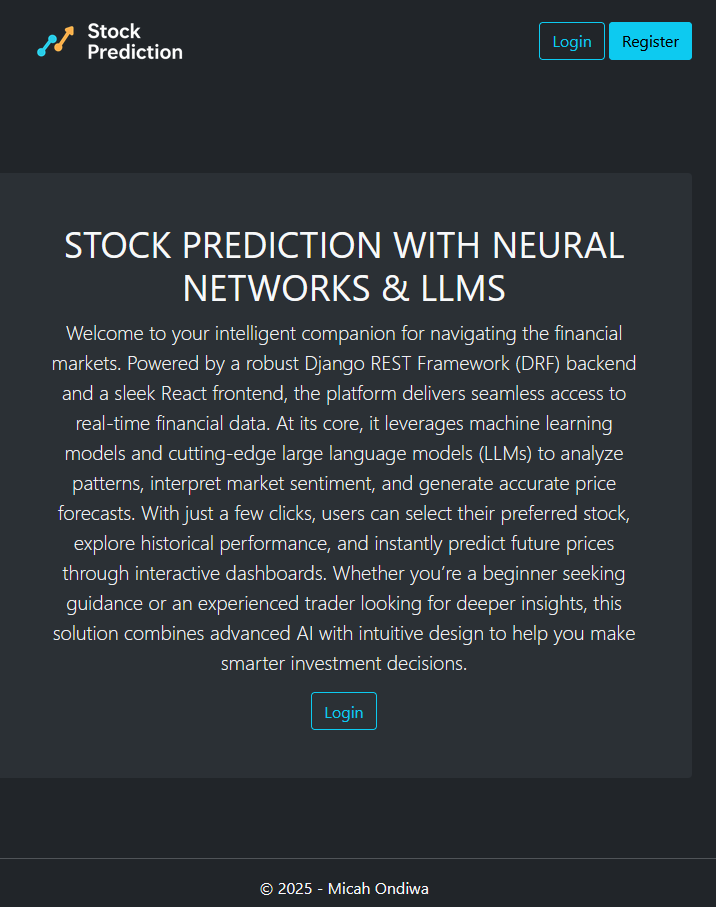 Stock
Prediction
Login
Register
STOCK PREDICTION WITH NEURAL
NETWORKS & LLMS
Welcome to your intelligent companion for navigating the financial
markets. Powered by a robust Django REST Framework (DRF) backend
and a sleek React frontend, the platform delivers seamless access to
real-time financial data. At its core, it leverages machine learning
models and cutting-edge large language models (LLMs) to analyze
patterns, interpret market sentiment, and generate accurate price
forecasts. With just a few clicks, users can select their preferred stock,
explore historical performance, and instantly predict future prices
through interactive dashboards. Whether you’re a beginner seeking
guidance or an experienced trader looking for deeper insights, this
solution combines advanced AI with intuitive design to help you make
smarter investment decisions.
Login
© 2025 - Micah Ondiwa